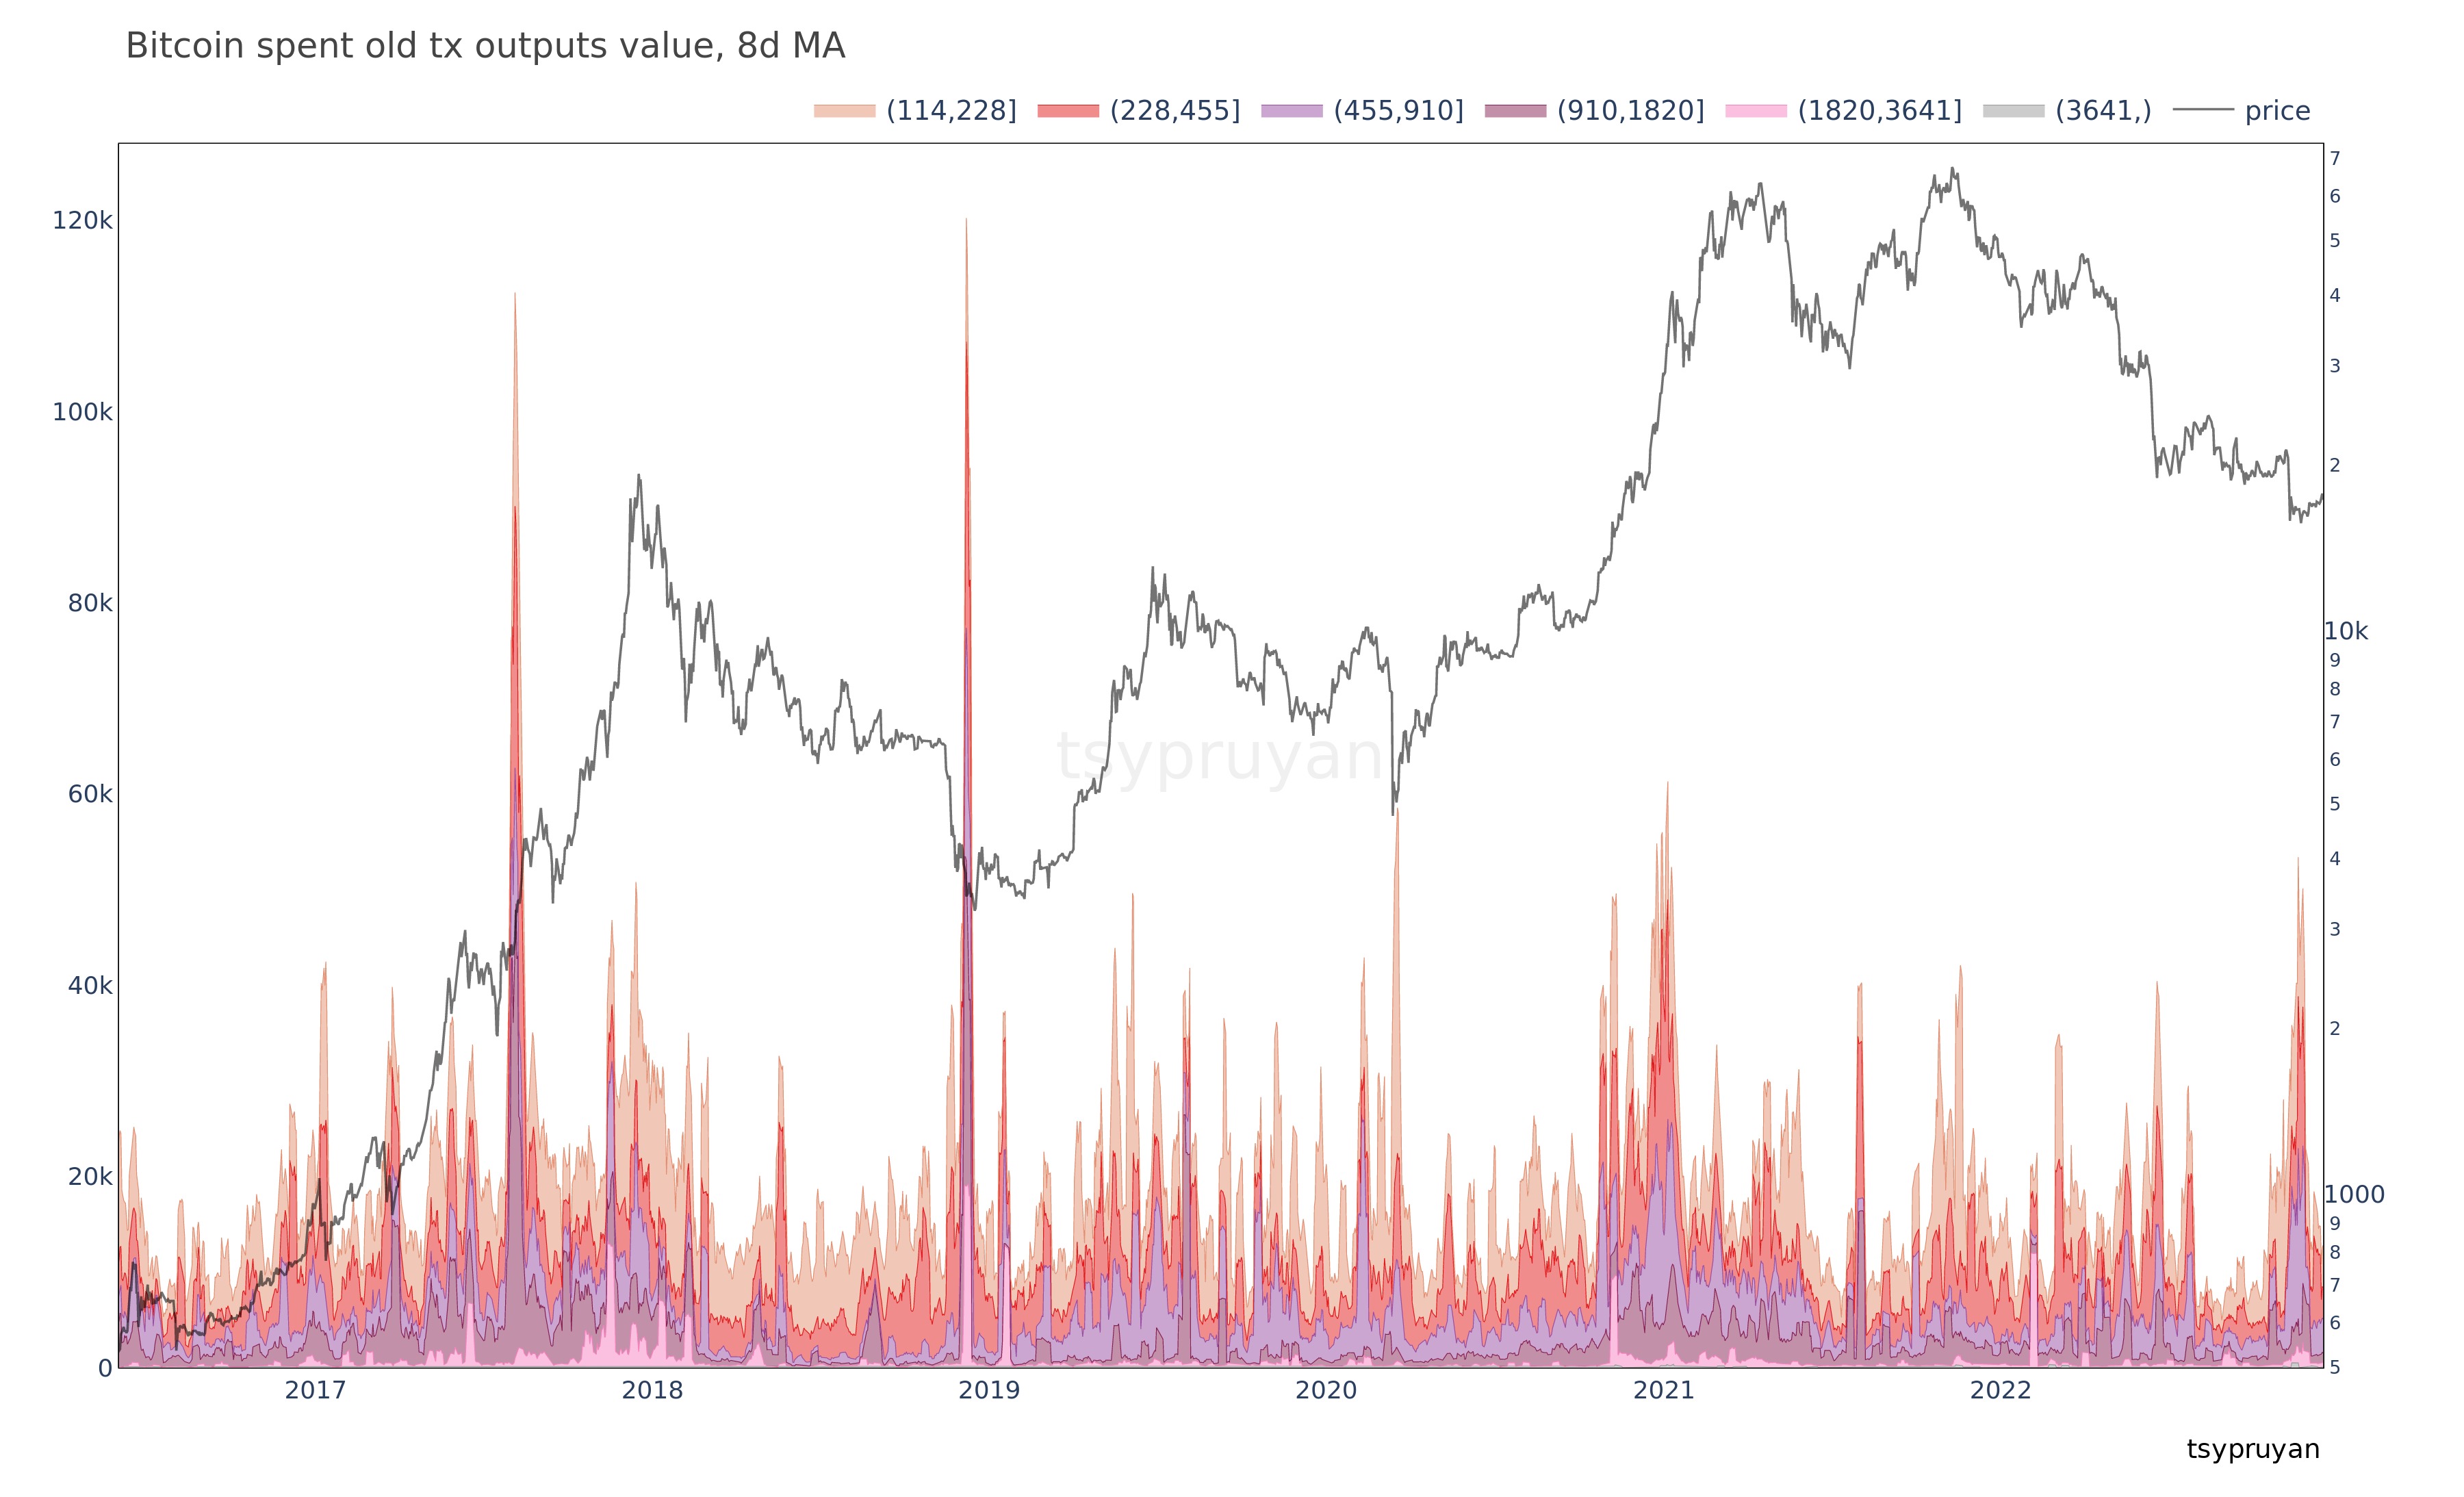 Bitcoin spent old tx outputs value, 8d MA
(114,228] (228,455] (455,910] (910,1820] (1820,3641] (3641,) price
120k
100k
80k
60k
40k
20k
0
7
6
5
4
3
2
10k
9
8
7
6
5
4
3
2
1000
9
8
7
6
5
tsypruyan
2017 2018 2019 2020 2021 2022
tsypruyan